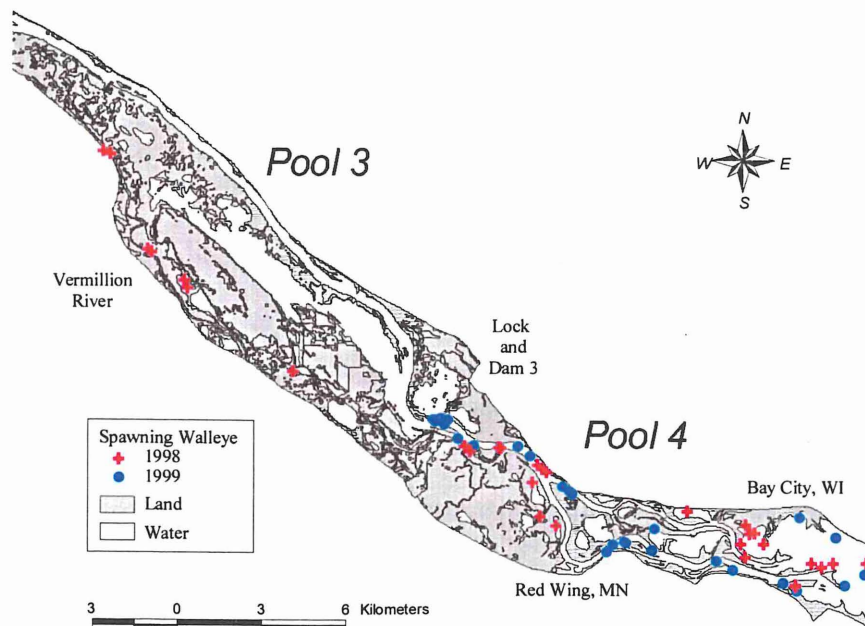 Pool 3
N
W
E
S
Vermillion
River
Lock
and
Dam 3
Pool 4
Spawning Walleye
1998
1999
Land
Water
Bay City, WI
Red Wing, MN
3 0 3 6 Kilometers